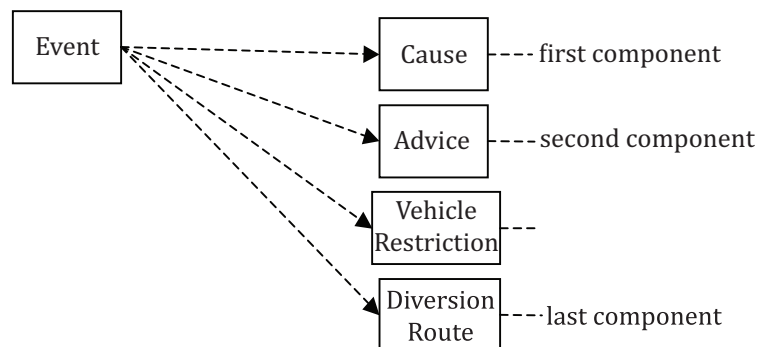 Event
Cause
first component
Advice
second component
Vehicle
Restriction
Diversion
Route
last component